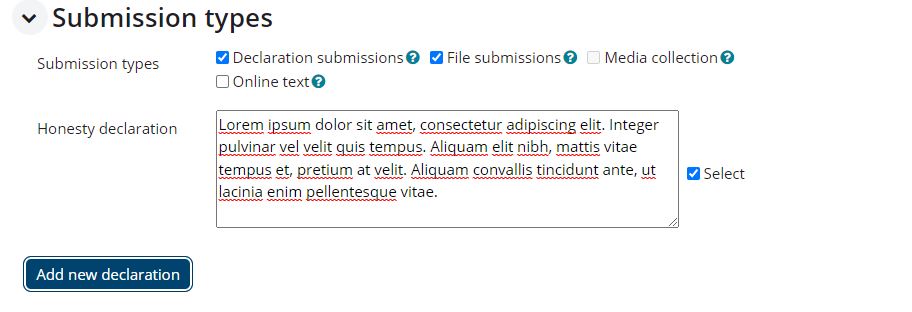 Submission types
Submission types
Declaration submissions ? File submissions ? Media collection ?
Online text ?
Honesty declaration
Lorem ipsum dolor sit amet, consectetur adipiscing elit. Integer
pulvinar vel velit quis tempus. Aliquam elit nibh, mattis vitae
tempus et, pretium at velit. Aliquam convallis tincidunt ante, ut
lacinia enim pellentesque vitae.
Select
Add new declaration